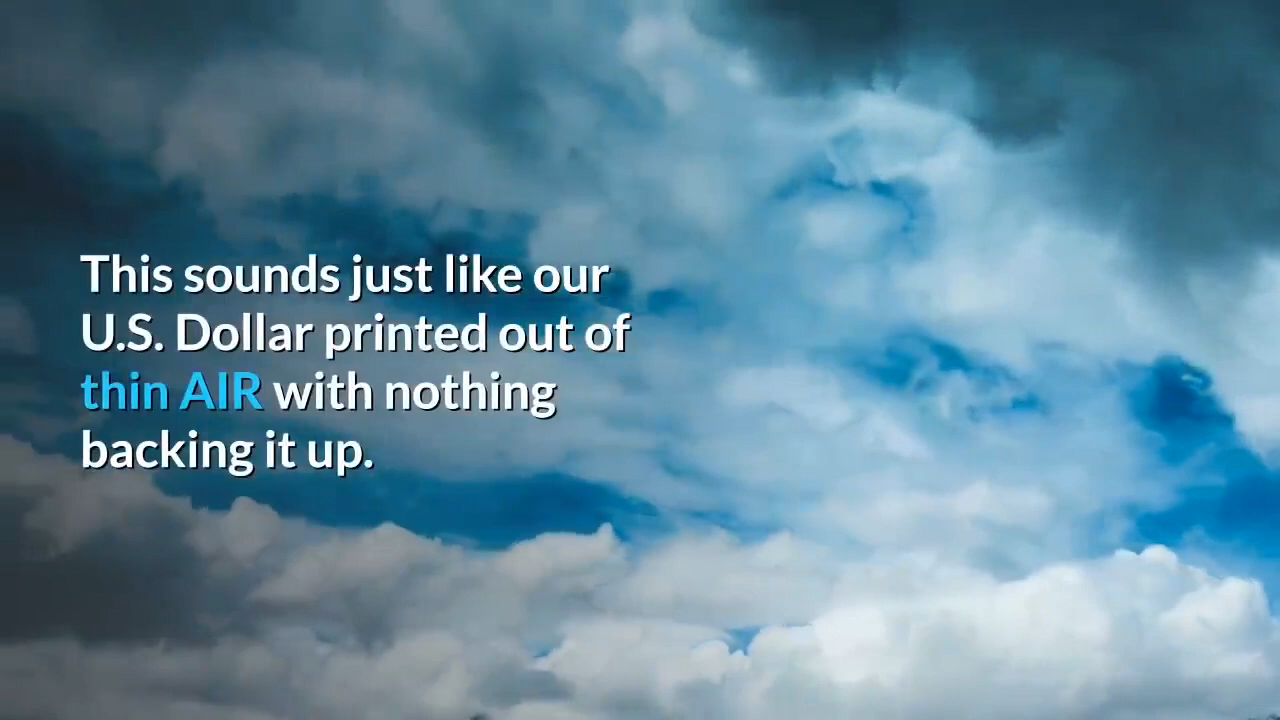 This sounds just like our
U.S. Dollar printed out of
thin AIR with nothing
backing it up.